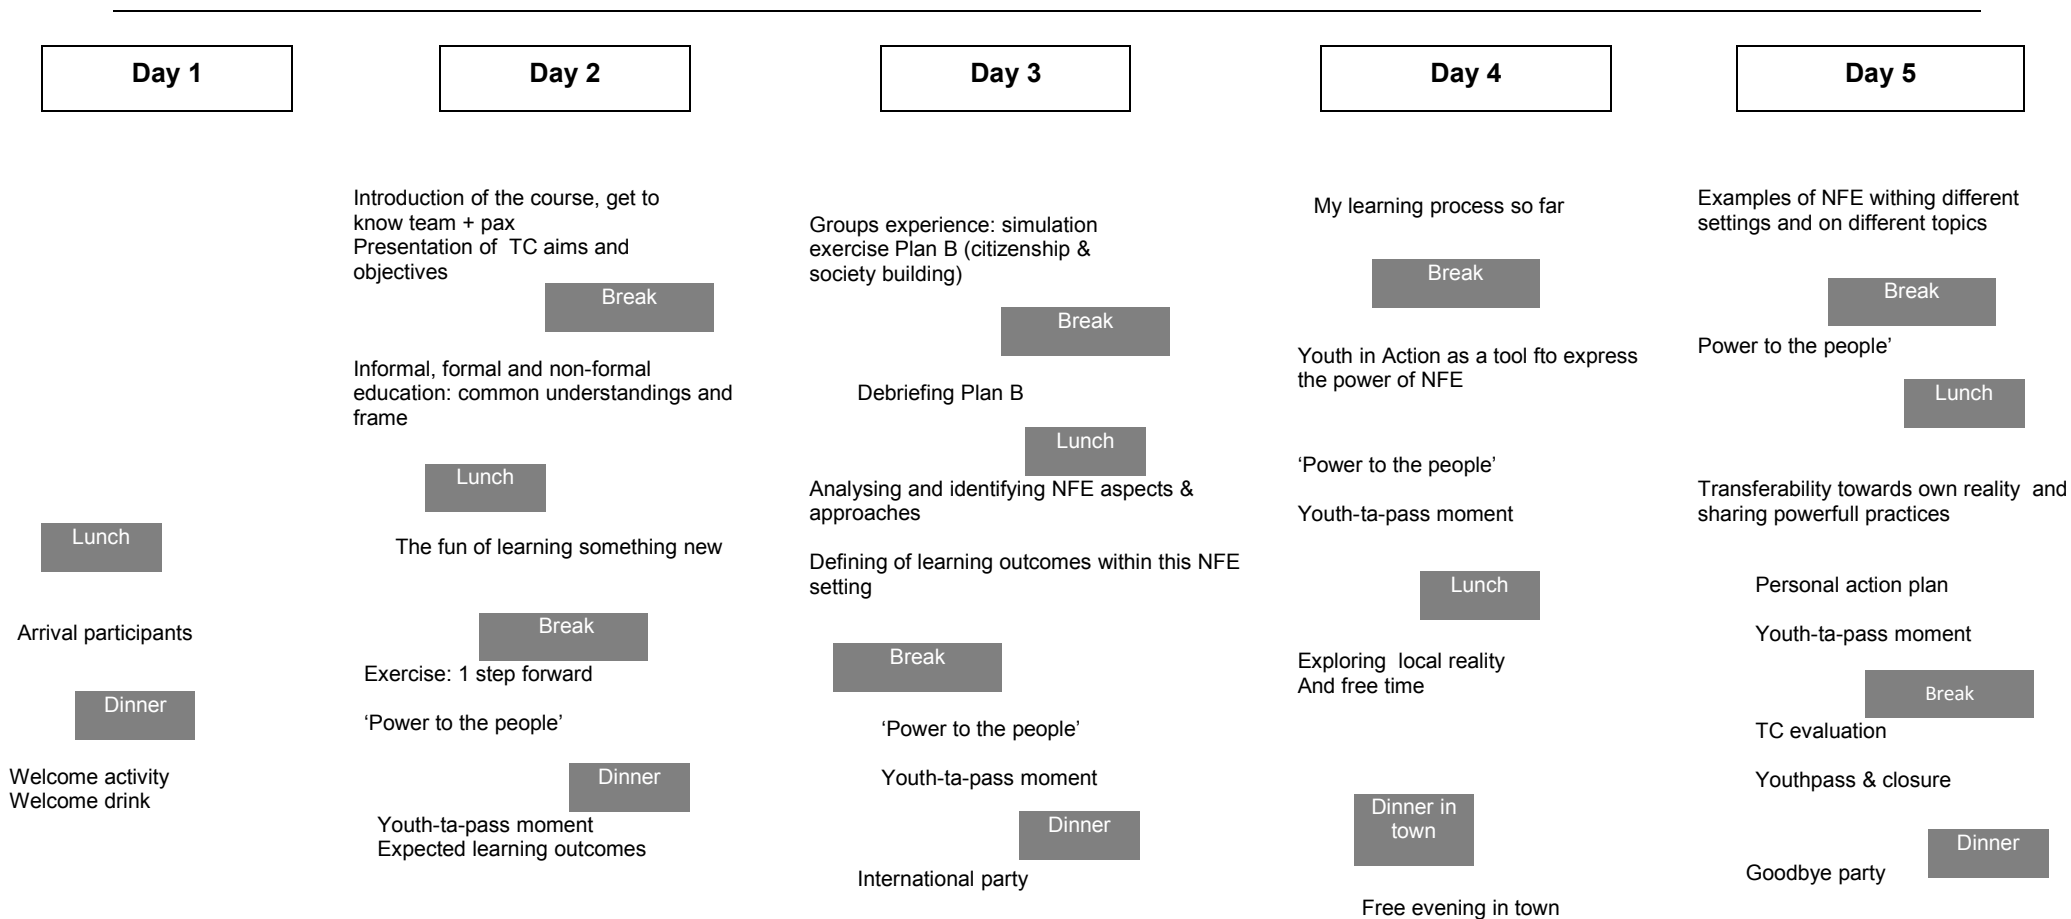 Day 1
Lunch
Arrival participants
Dinner
Welcome activity
Welcome drink
Day 2
Introduction of the course, get to
know team + pax
Presentation of  TC aims and
objectives
Break
Informal, formal and non-formal
education: common understandings and
frame
Lunch
The fun of learning something new
Break
Exercise: 1 step forward
‘Power to the people’
Dinner
Youth-ta-pass moment
Expected learning outcomes
Day 3
Groups experience: simulation
exercise Plan B (citizenship &
society building)
Break
Debriefing Plan B
Lunch
Analysing and identifying NFE aspects &
approaches
Defining of learning outcomes within this NFE
setting
Break
‘Power to the people’
Youth-ta-pass moment
Dinner
International party
Day 4
My learning process so far
Break
Youth in Action as a tool fto express
the power of NFE
‘Power to the people’
Youth-ta-pass moment
Lunch
Exploring  local reality
And free time
Dinner in
town
Free evening in town
Day 5
Examples of NFE withing different
settings and on different topics
Break
Power to the people’
Lunch
Transferability towards own reality  and
sharing powerfull practices
Personal action plan
Youth-ta-pass moment
Break
TC evaluation
Youthpass & closure
Dinner
Goodbye party